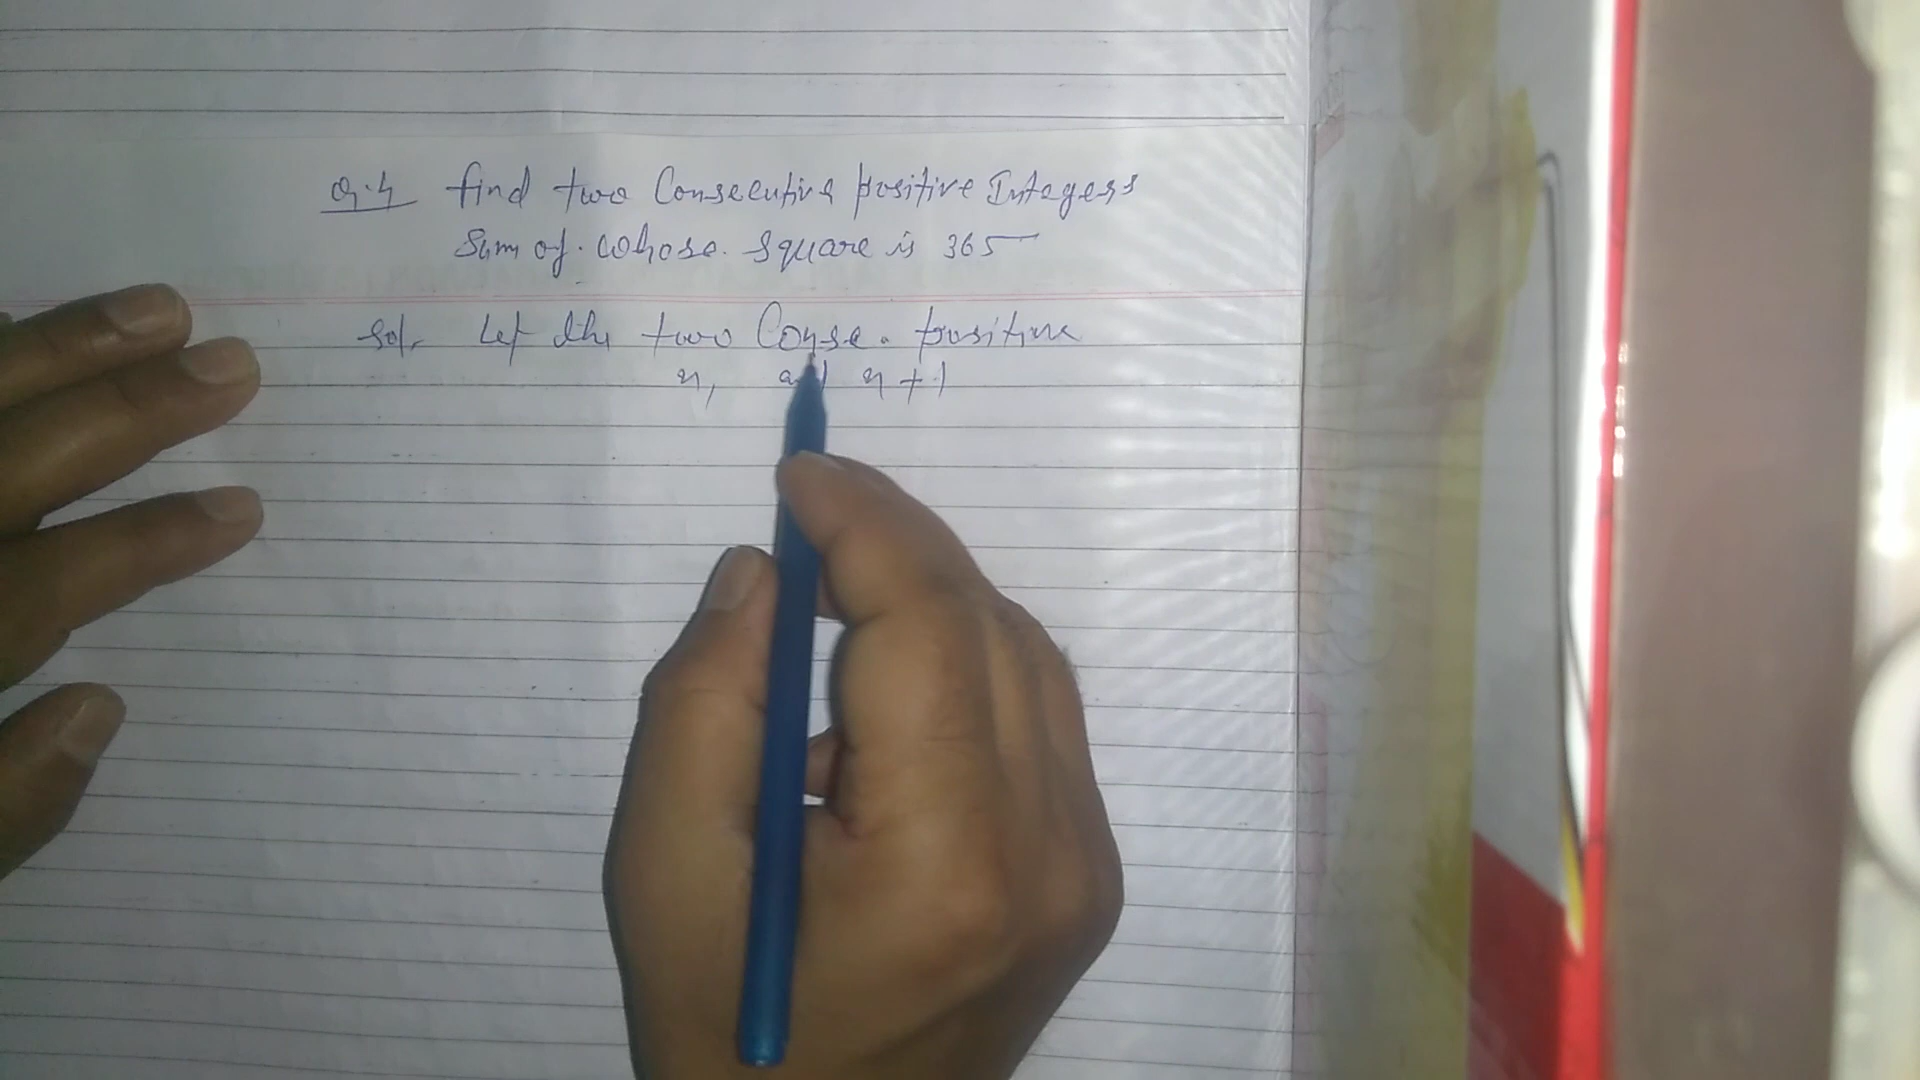 Q.4 find two Consecutive positive Integers
Sum of. whose. Square is 365
Sol. Let the two Conse. positive
x, and x + 1